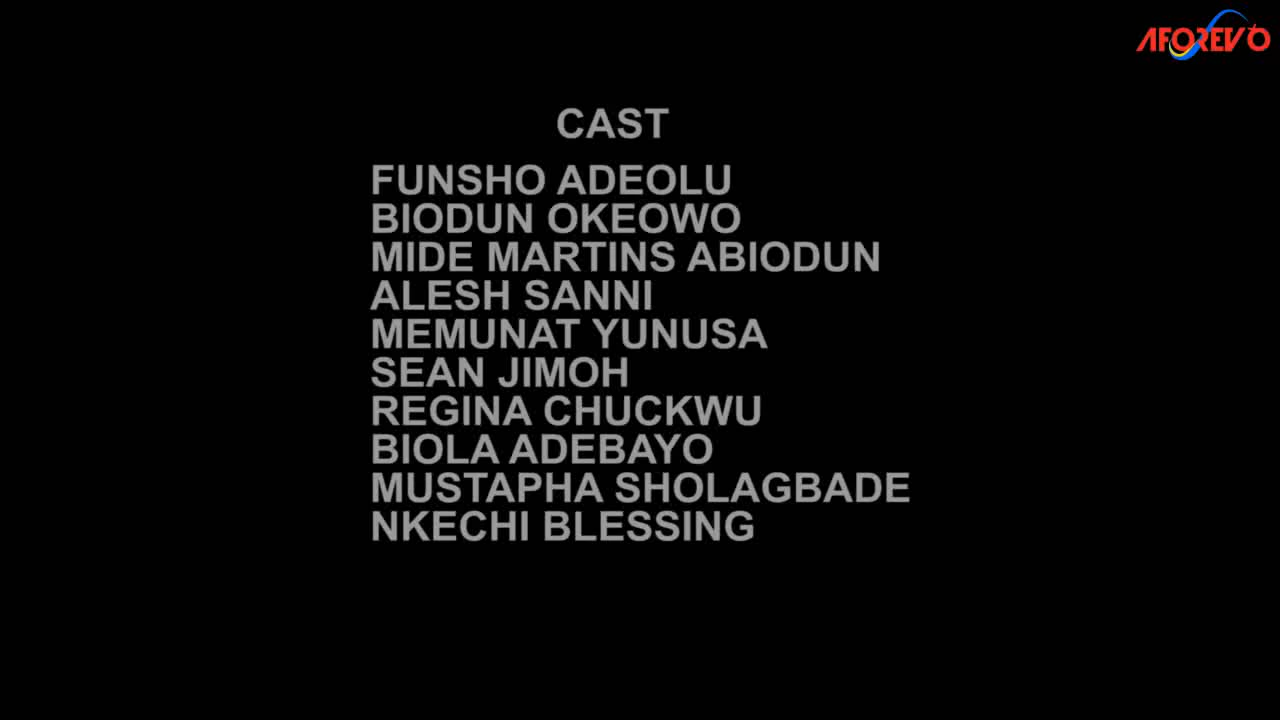 AFOREVO
CAST
FUNSHO ADEOLU
BIODUN OKEOWO
MIDE MARTINS ABIODUN
ALESH SANNI
MEMUNAT YUNUSA
SEAN JIMOH
REGINA CHUCKWU
BIOLA ADEBAYO
MUSTAPHA SHOLAGBADE
NKECHI BLESSING